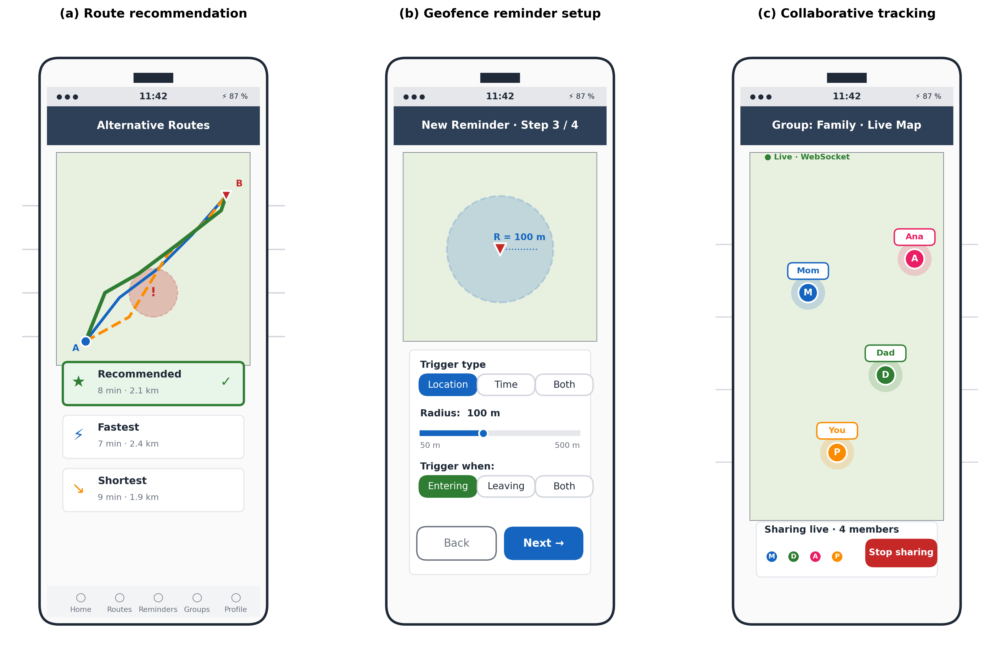 (a) Route recommendation
11:42
⚡ 87 %
Alternative Routes
B
!
A
★ Recommended ✓
8 min · 2.1 km
⚡ Fastest
7 min · 2.4 km
↘ Shortest
9 min · 1.9 km
Home Routes Reminders Groups Profile
(b) Geofence reminder setup
11:42
⚡ 87 %
New Reminder · Step 3 / 4
R = 100 m
Trigger type
Location Time Both
Radius: 100 m
50 m 500 m
Trigger when:
Entering Leaving Both
Back Next →
(c) Collaborative tracking
11:42
⚡ 87 %
Group: Family · Live Map
● Live · WebSocket
Ana
A
Mom
M
Dad
D
You
P
Sharing live · 4 members
M D A P
Stop sharing